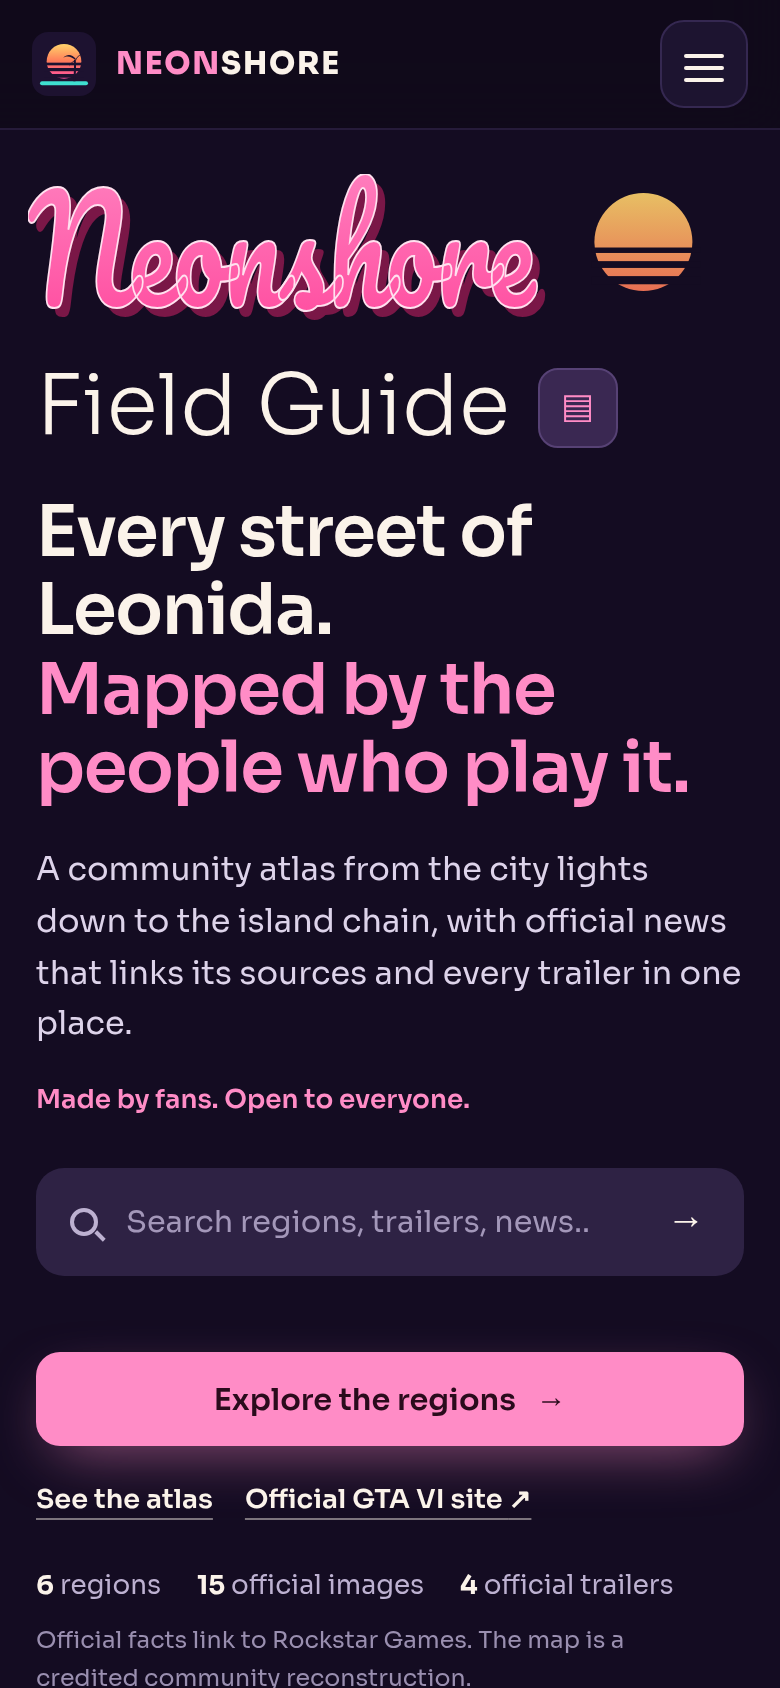 NEONSHORE
Neonshore
Field Guide
Every street of
Leonida.
Mapped by the
people who play it.
A community atlas from the city lights
down to the island chain, with official news
that links its sources and every trailer in one
place.
Made by fans. Open to everyone.
Search regions, trailers, news.. →
Explore the regions →
See the atlas Official GTA VI site ↗
6 regions 15 official images 4 official trailers
Official facts link to Rockstar Games. The map is a
credited community reconstruction.